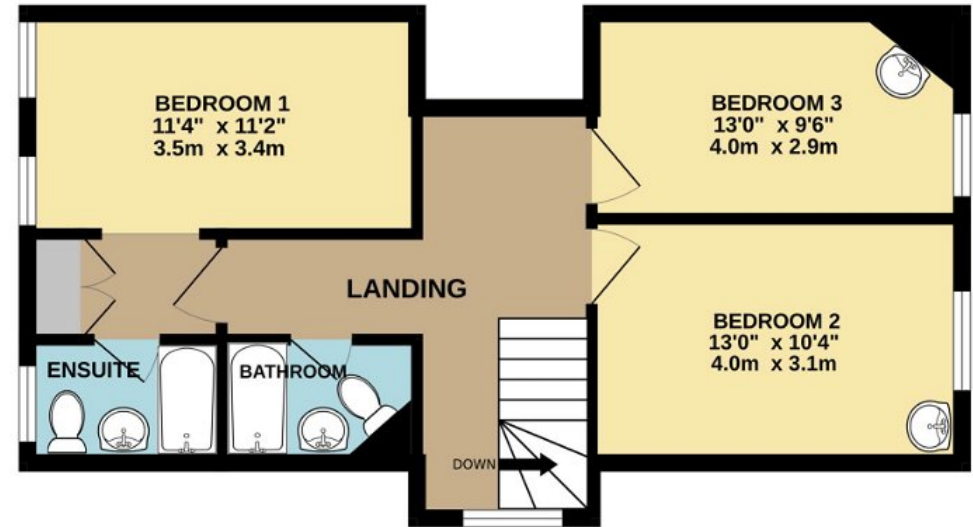 BEDROOM 1
11'4" x 11'2"
3.5m x 3.4m
BEDROOM 3
13'0" x 9'6"
4.0m x 2.9m
LANDING
BEDROOM 2
13'0" x 10'4"
4.0m x 3.1m
ENSUITE
BATHROOM
DOWN